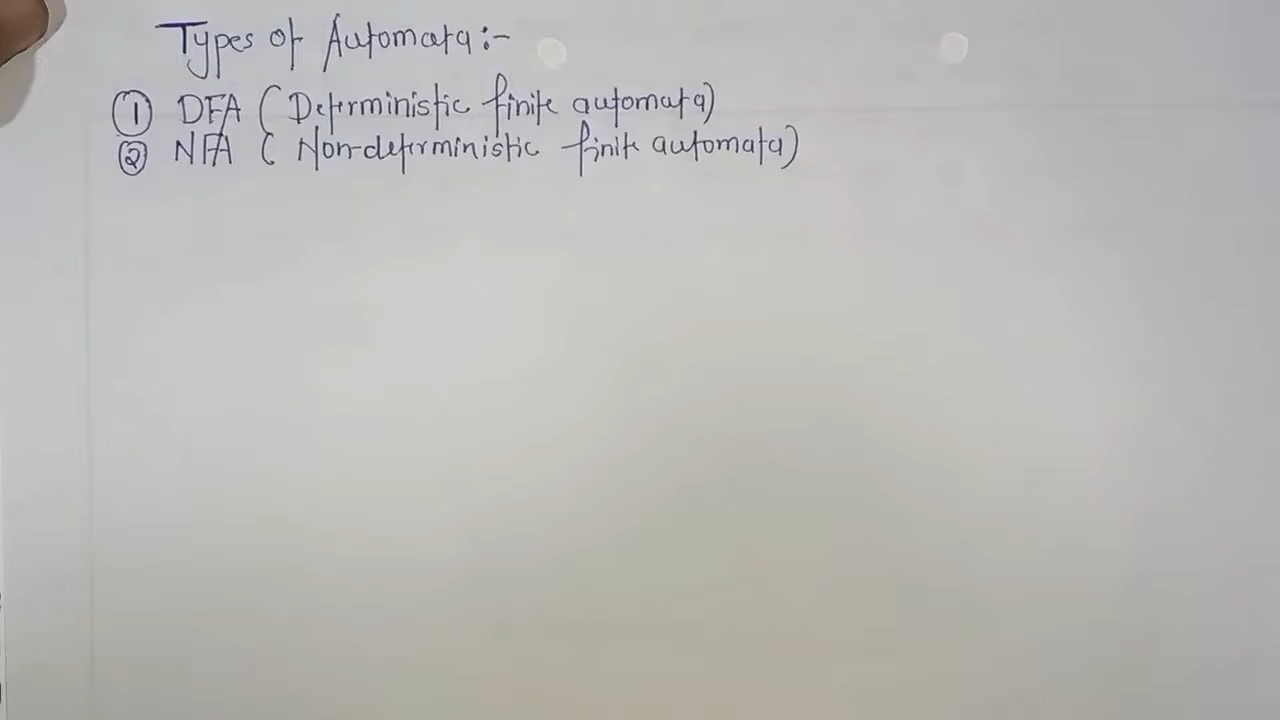 Types of Automata:-
① DFA (Deterministic finite automata)
② NFA (Non-deterministic finite automata)